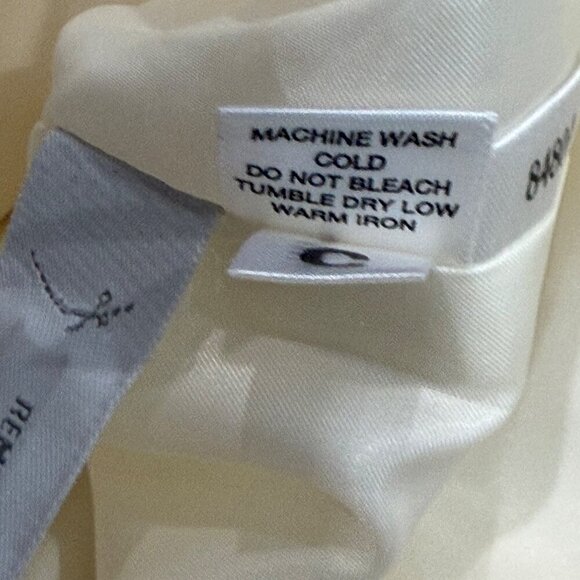 MACHINE WASH
COLD
DO NOT BLEACH
TUMBLE DRY LOW
WARM IRON
C